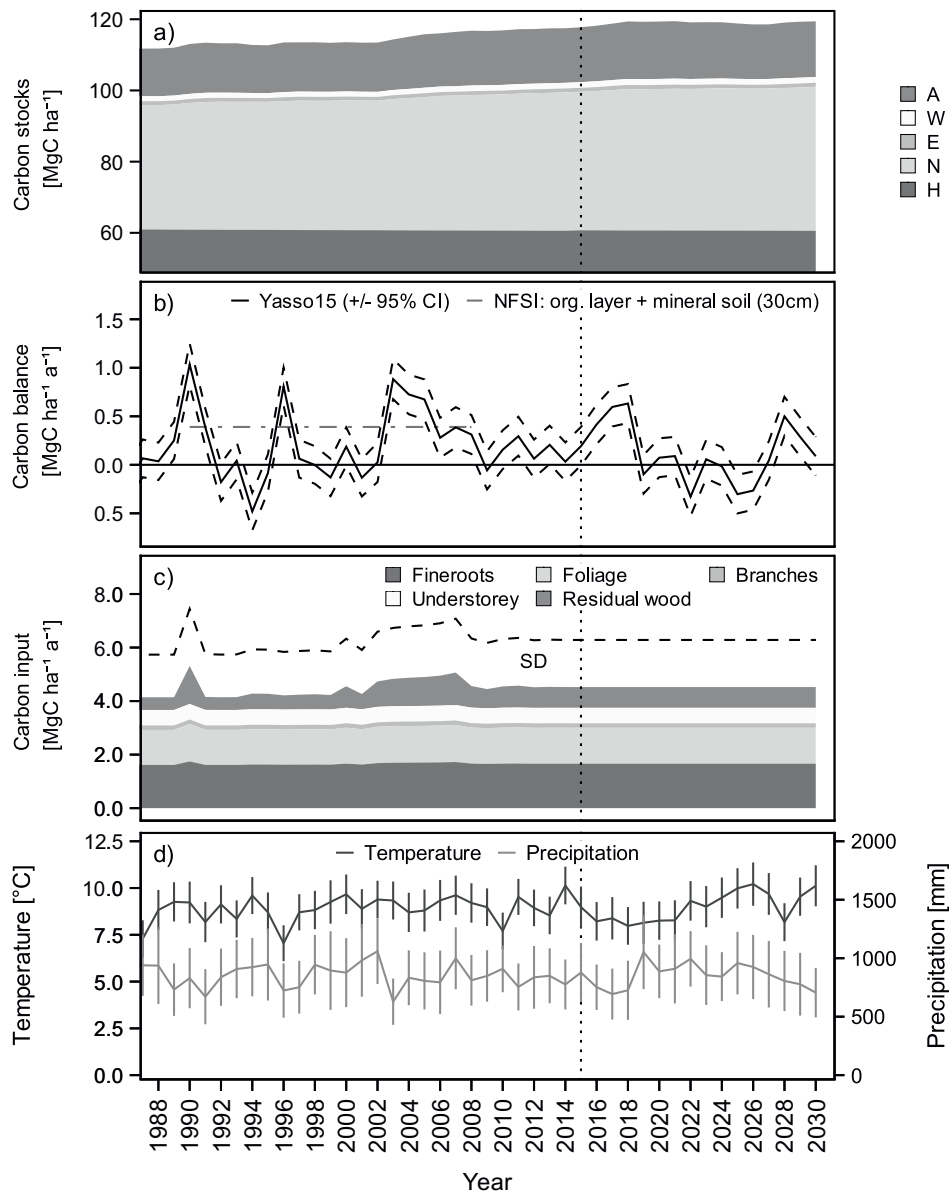 a)
120
100
80
60
Carbon stocks
[MgC ha⁻¹]
A
W
E
N
H
b)
Yasso15 (+/- 95% CI)
NFSI: org. layer + mineral soil (30cm)
1.5
1.0
0.5
0.0
0.5
Carbon balance
[MgC ha⁻¹ a⁻¹]
c)
Fineroots
Foliage
Branches
Understorey
Residual wood
8.0
6.0
4.0
2.0
0.0
SD
Carbon input
[MgC ha⁻¹ a⁻¹]
d)
Temperature
Precipitation
12.5
10.0
7.5
5.0
2.5
0.0
Temperature [°C]
2000
1500
1000
500
0
Precipitation [mm]
1988
1990
1992
1994
1996
1998
2000
2002
2004
2006
2008
2010
2012
2014
2016
2018
2020
2022
2024
2026
2028
2030
Year